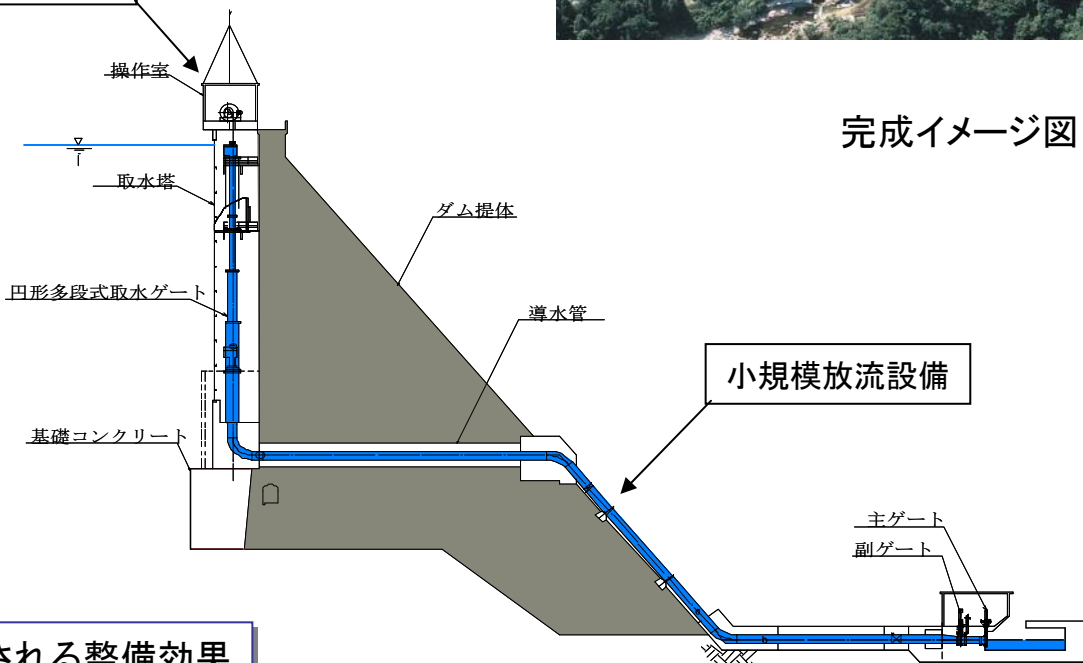 操作室
完成イメージ図
取水塔
ダム提体
円形多段式取水ゲート
導水管
小規模放流設備
基礎コンクリート
主ゲート
副ゲート
れる整備効果